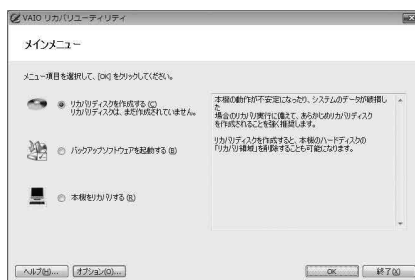 VAIO リカバリユーティリティ
メインメニュー
メニュー項目を選択して、[OK] をクリックしてください。
リカバリディスクを作成する (C)
リカバリディスクは、まだ作成されていません。
バックアップソフトウェアを起動する (B)
本機をリカバリする (R)
本機の動作が不安定になったり、システムのデータが破損し
た
場合のリカバリ実行に備えて、あらかじめリカバリディスク
を作成されることを強く推奨します。
リカバリディスクを作成すると、本機のハードディスクの
「リカバリ領域」を削除することも可能になります。
ヘルプ(H)...
オプション(O)...
OK
終了(X)